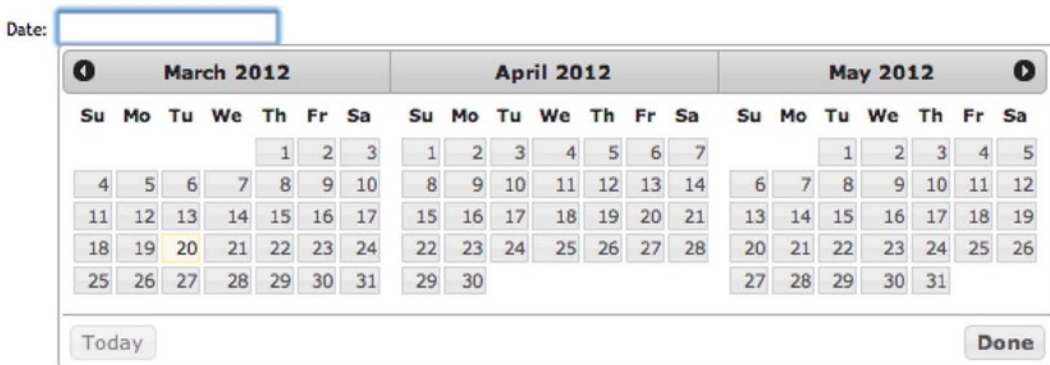 Date:
March 2012 April 2012 May 2012
Su Mo Tu We Th Fr Sa Su Mo Tu We Th Fr Sa Su Mo Tu We Th Fr Sa
1 2 3 1 2 3 4 5 6 7 1 2 3 4 5
4 5 6 7 8 9 10 8 9 10 11 12 13 14 6 7 8 9 10 11 12
11 12 13 14 15 16 17 15 16 17 18 19 20 21 13 14 15 16 17 18 19
18 19 20 21 22 23 24 22 23 24 25 26 27 28 20 21 22 23 24 25 26
25 26 27 28 29 30 31 29 30 27 28 29 30 31
Today Done